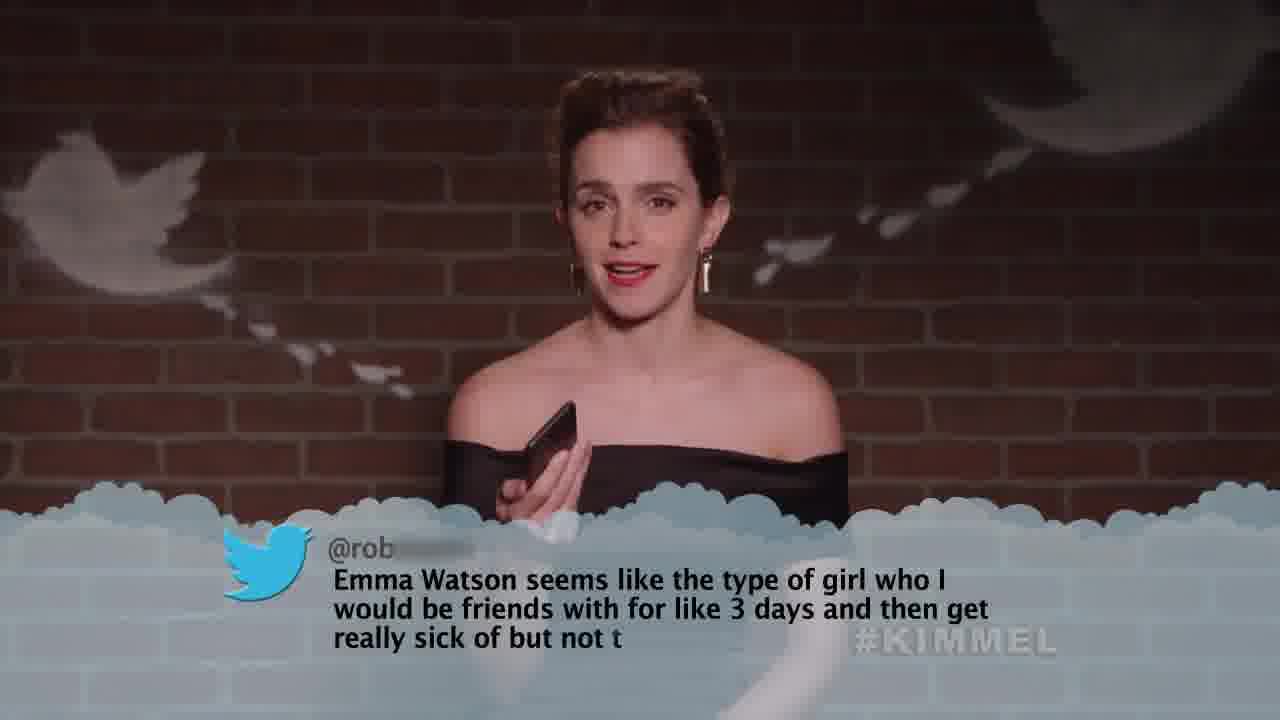 @rob
Emma Watson seems like the type of girl who I
would be friends with for like 3 days and then get
really sick of but not t
#KIMMEL